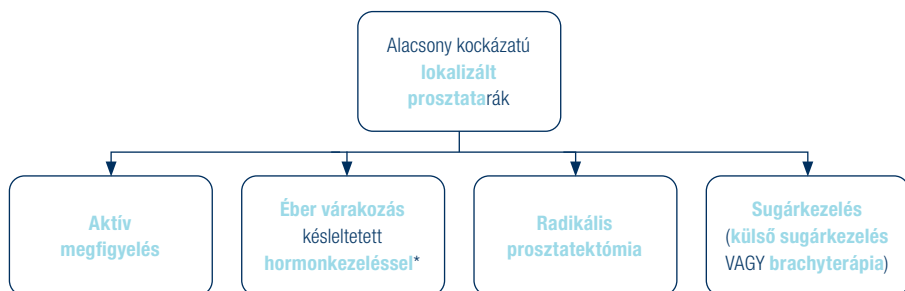 Alacsony kockázatú
lokalizált
prosztatarák
Aktív
megfigyelés
Éber várakozás
késleltetett
hormonkezeléssel*
Radikális
prosztatektómia
Sugárkezelés
(külső sugárkezelés
VAGY brachyterápia)